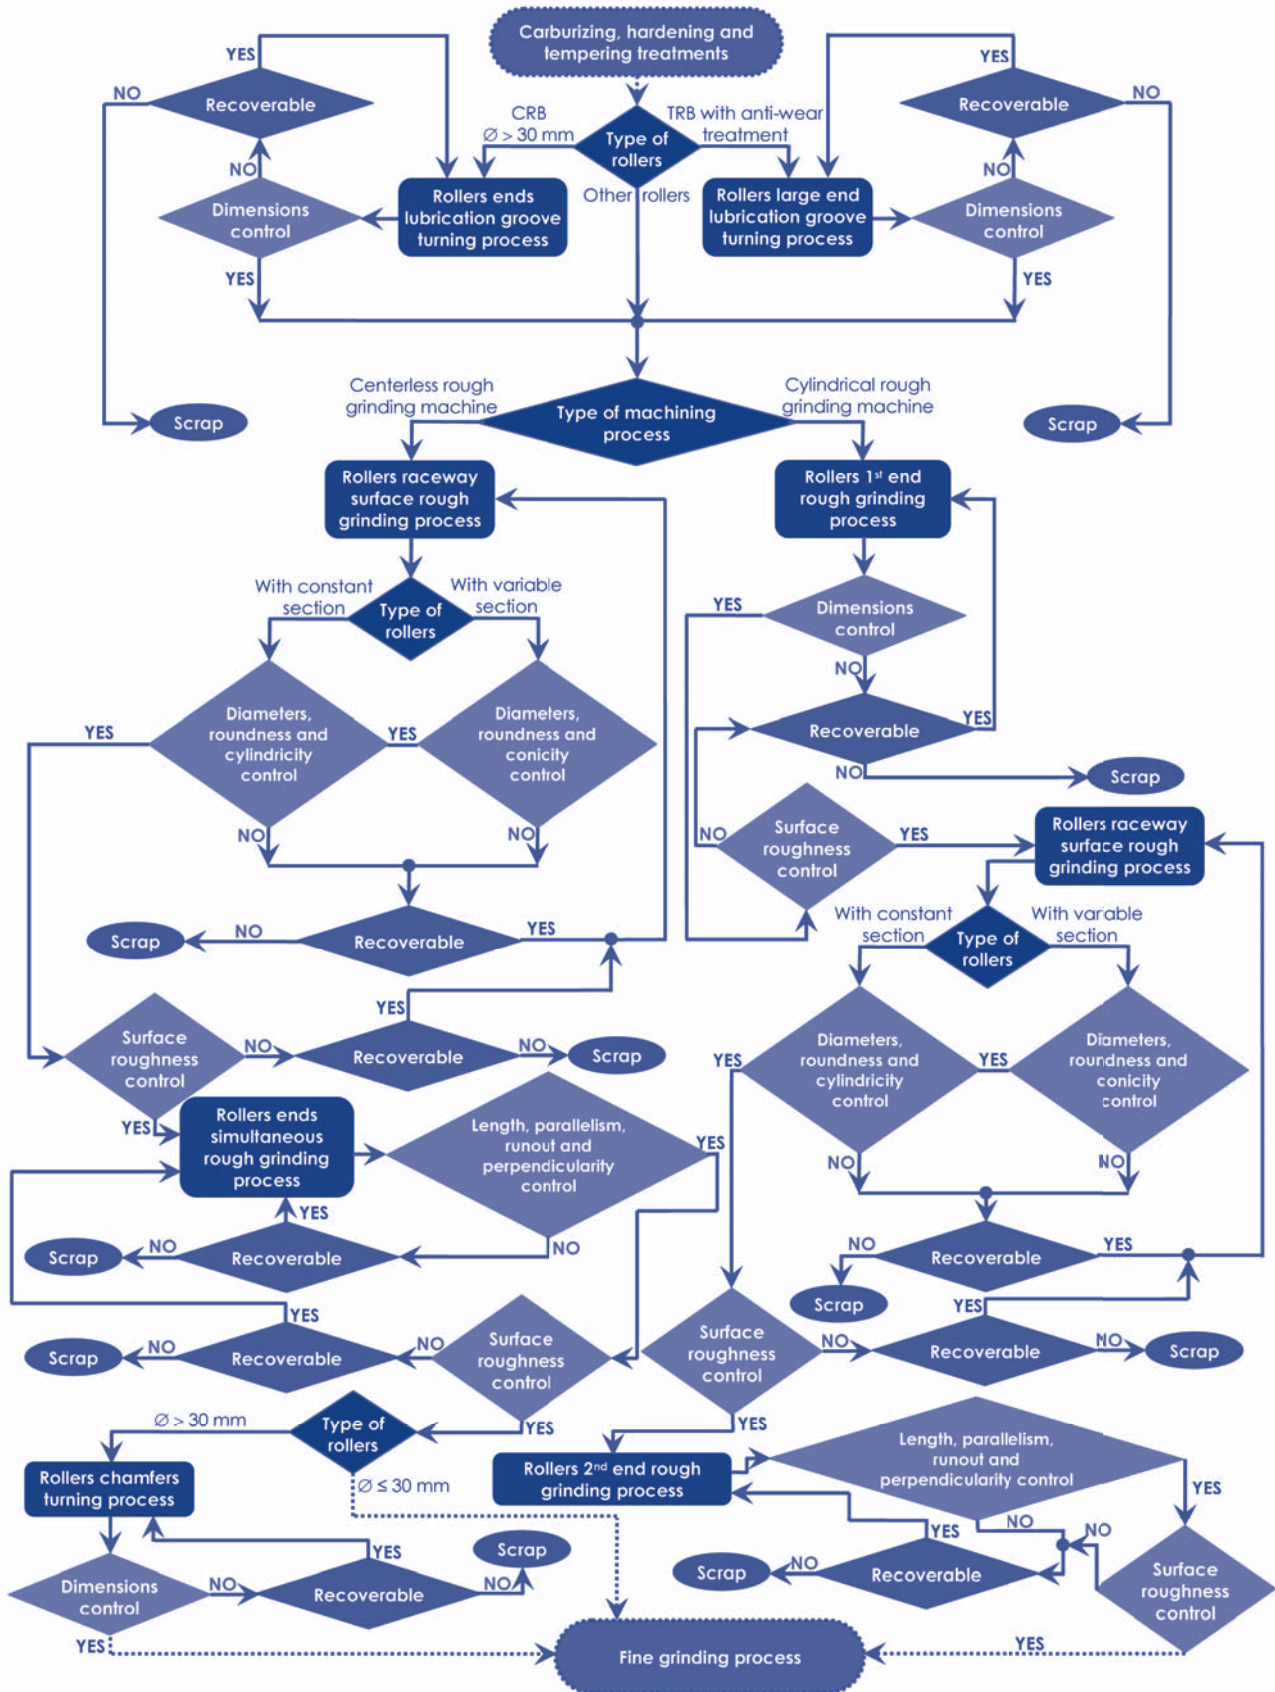 Carburizing, hardening and
tempering treatments
YES
YES
NO
Recoverable
CRB
Ø > 30 mm
Type of
rollers
TRB with anti-wear
treatment
Recoverable
NO
NO
NO
Dimensions
control
Rollers ends
lubrication groove
turning process
Other rollers
Rollers large end
lubrication groove
turning process
Dimensions
control
YES
YES
Scrap
Centerless rough
grinding machine
Type of machining
process
Cylindrical rough
grinding machine
Scrap
Rollers raceway
surface rough
grinding process
Rollers 1st end
rough grinding
process
With constant
section
Type of
rollers
With variable
section
YES
Dimensions
control
NO
YES
Diameters,
roundness and
cylindricity
control
YES
Diameters,
roundness and
conicity
control
Recoverable
YES
NO
Scrap
NO
NO
NO
Surface
roughness
control
YES
Rollers raceway
surface rough
grinding process
Scrap
NO
Recoverable
YES
With constant
section
Type of
rollers
With variable
section
YES
Surface
roughness
control
NO
Recoverable
NO
Scrap
YES
Diameters,
roundness and
cylindricity
control
YES
Diameters,
roundness and
conicity
control
YES
Rollers ends
simultaneous
rough grinding
process
Length, parallelism,
runout and
perpendicularity
control
YES
NO
NO
YES
Scrap
NO
Recoverable
NO
NO
Recoverable
YES
Scrap
YES
YES
Scrap
NO
Recoverable
NO
Surface
roughness
control
Surface
roughness
control
NO
Recoverable
NO
Scrap
Ø > 30 mm
Type of
rollers
YES
YES
Length, parallelism,
runout and
perpendicularity control
Rollers chamfers
turning process
Ø ≤ 30 mm
Rollers 2nd end rough
grinding process
YES
YES
Scrap
YES
NO
NO
Dimensions
control
NO
Recoverable
NO
Scrap
NO
Recoverable
Surface
roughness
control
YES
Fine grinding process
YES